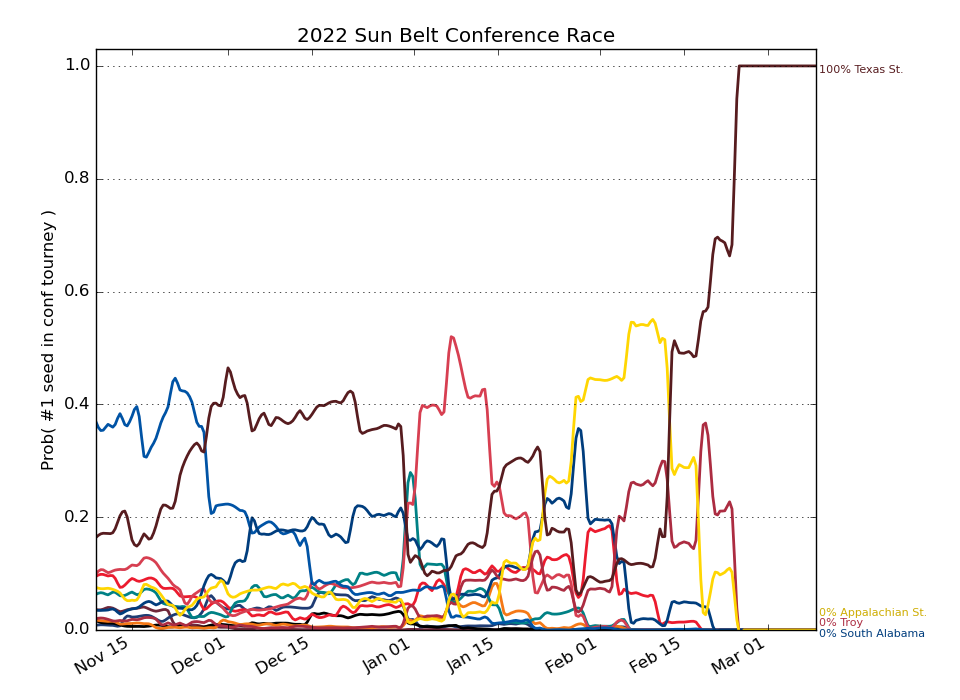 2022 Sun Belt Conference Race
Prob( #1 seed in conf tourney )
1.0
0.8
0.6
0.4
0.2
0.0
Nov 15
Dec 01
Dec 15
Jan 01
Jan 15
Feb 01
Feb 15
Mar 01
100% Texas St.
0% Appalachian St.
0% Troy
0% South Alabama